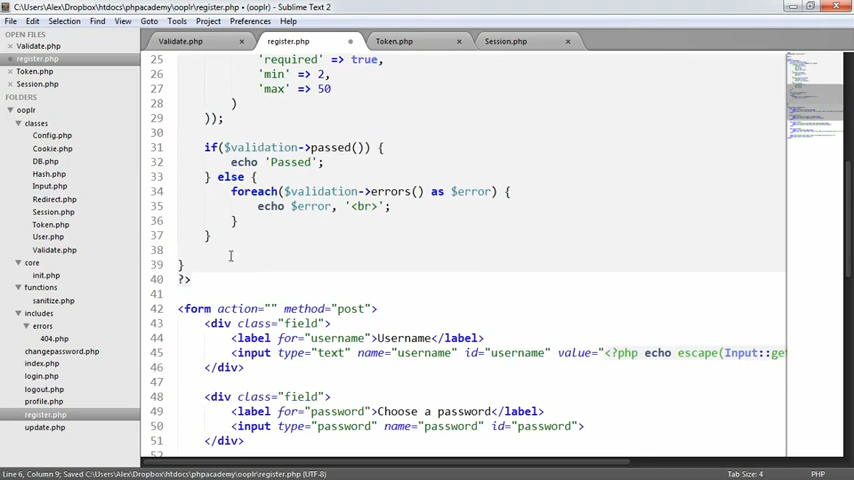 C:\Users\Alex\Dropbox\htdocs\phpacademy\ooplr\register.php • (ooplr) - Sublime Text 2
File Edit Selection Find View Goto Tools Project Preferences Help
OPEN FILES
Validate.php
register.php
Token.php
Session.php
FOLDERS
ooplr
classes
Config.php
Cookie.php
DB.php
Hash.php
Input.php
Redirect.php
Session.php
Token.php
User.php
Validate.php
core
init.php
functions
sanitize.php
includes
errors
404.php
changepassword.php
index.php
login.php
logout.php
profile.php
register.php
update.php
Validate.php × register.php • Token.php × Session.php ×
25 'required' => true,
26 'min' => 2,
27 'max' => 50
28 )
29 ));
30
31 if($validation->passed()) {
32 echo 'Passed';
33 } else {
34 foreach($validation->errors() as $error) {
35 echo $error, '<br>';
36 }
37 }
38
39 }
40 ?>
41
42 <form action="" method="post">
43 <div class="field">
44 <label for="username">Username</label>
45 <input type="text" name="username" id="username" value="<?php echo escape(Input::ge
46 </div>
47
48 <div class="field">
49 <label for="password">Choose a password</label>
50 <input type="password" name="password" id="password">
51 </div>
Line 6, Column 9; Saved C:\Users\Alex\Dropbox\htdocs\phpacademy\ooplr\register.php (UTF-8) Tab Size: 4 PHP